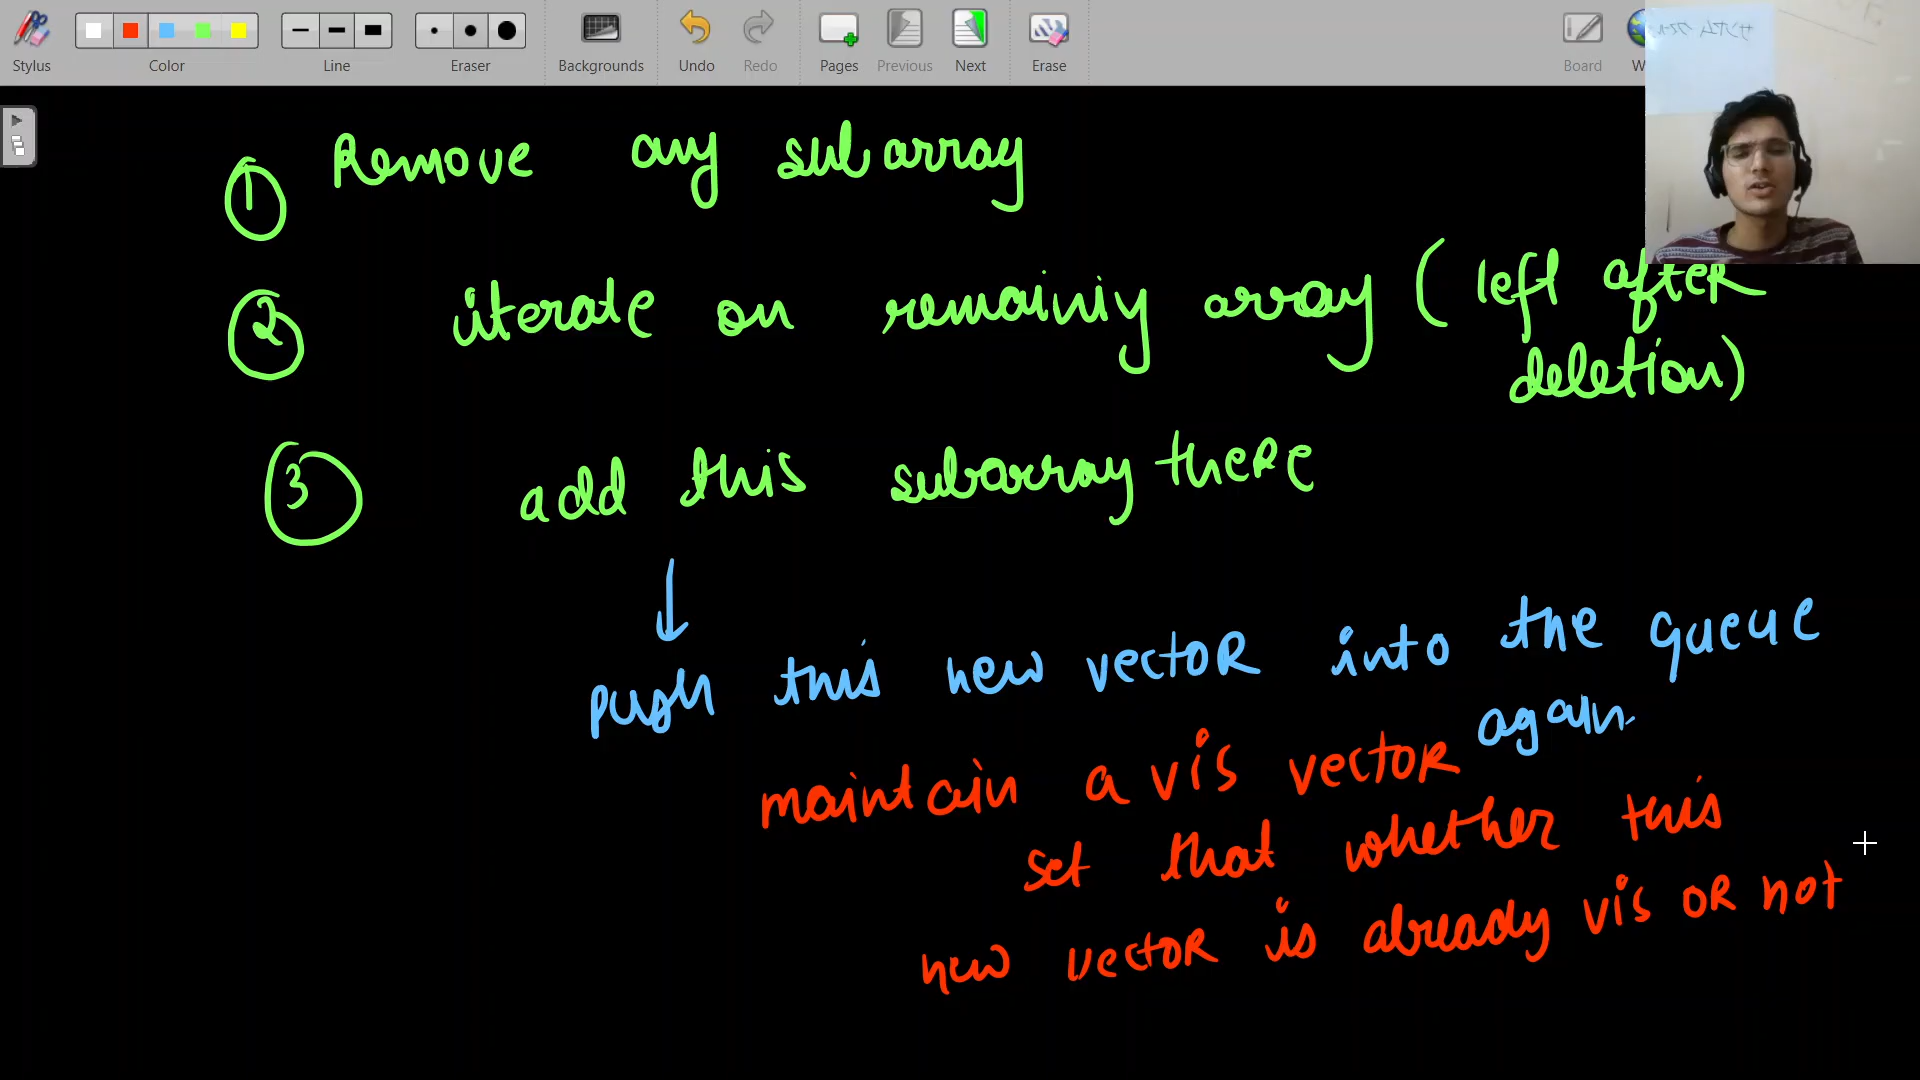 Stylus
Color
Line
Eraser
Backgrounds
Undo
Redo
Pages
Previous
Next
Erase
Board
W
1 Remove any subarray
2 iterate on remainiy array ( left after
deletion)
3 add this subarray there
push this new vector into the queue
again
maintain a vis vector
set that whether this
new vector is already vis or not